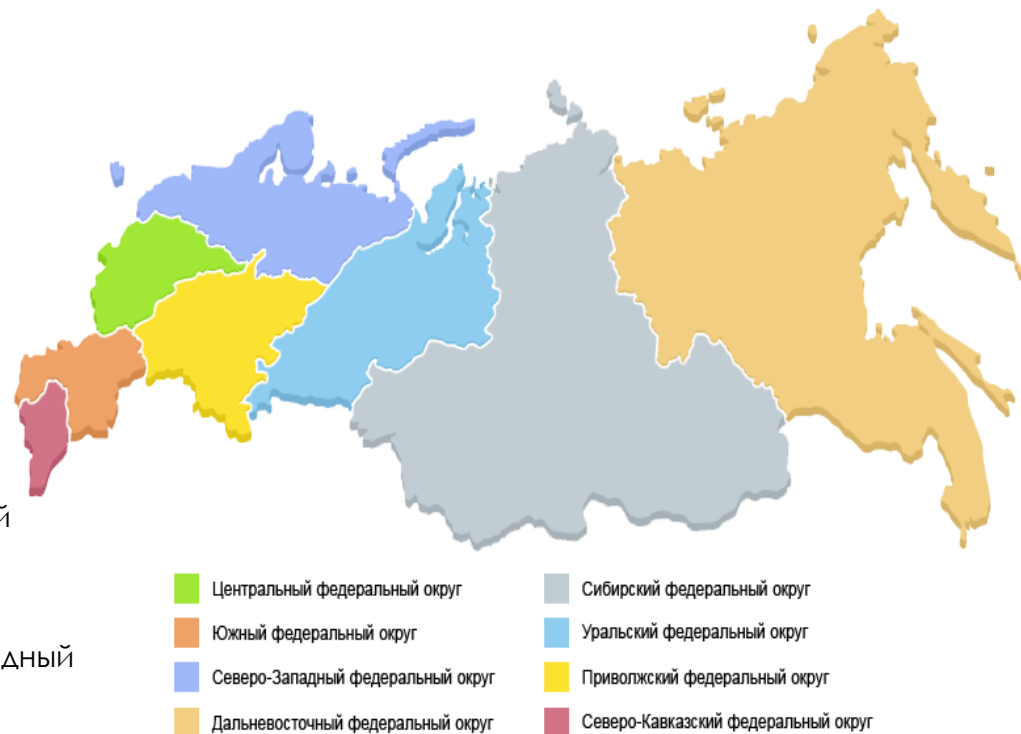 й
дный
Центральный федеральный округ
Южный федеральный округ
Северо-Западный федеральный округ
Дальневосточный федеральный округ
Сибирский федеральный округ
Уральский федеральный округ
Приволжский федеральный округ
Северо-Кавказский федеральный округ